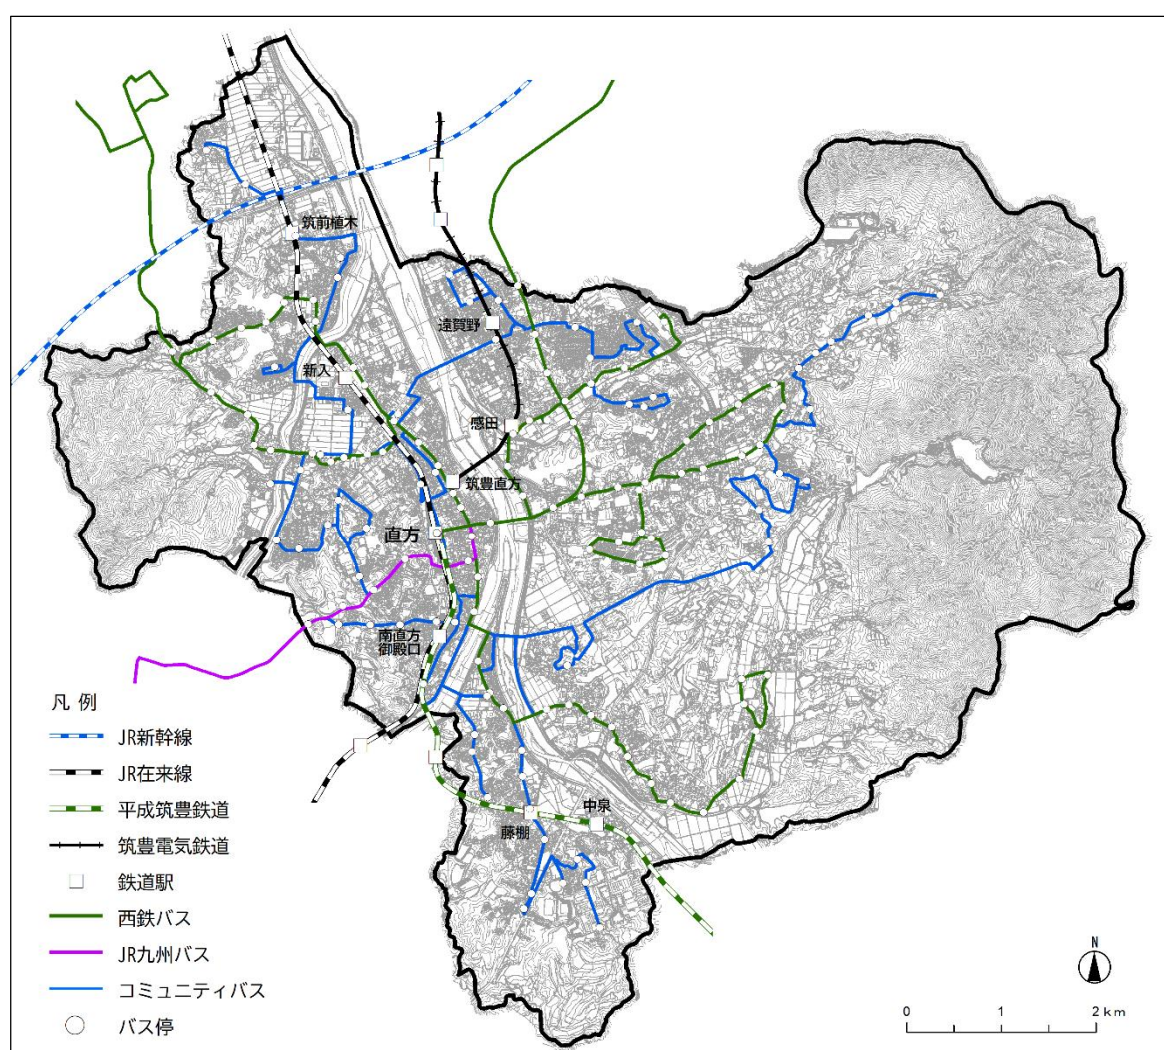 筑前植木
遠賀野
新入
感田
筑豊直方
直方
南直方
御殿口
中泉
藤棚
凡 例
JR新幹線
JR在来線
平成筑豊鉄道
筑豊電気鉄道
鉄道駅
西鉄バス
JR九州バス
コミュニティバス
バス停
N
0 1 2 km